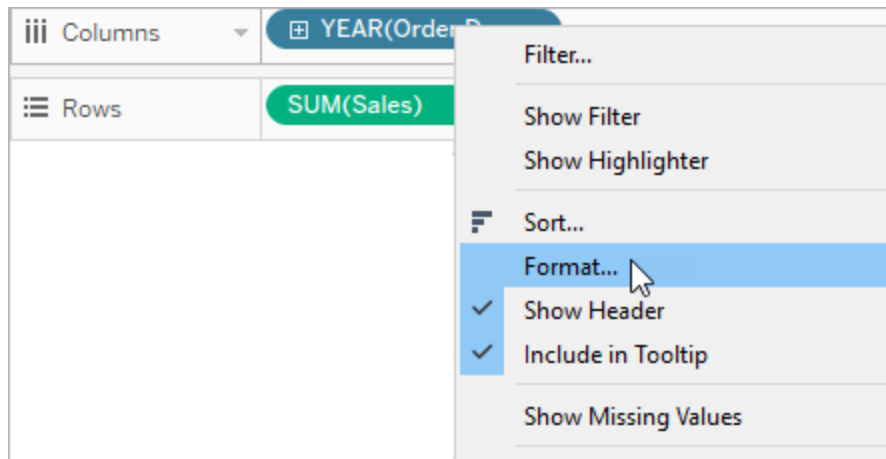 Columns
YEAR(Order
Rows
SUM(Sales)
Filter...
Show Filter
Show Highlighter
Sort...
Format...
Show Header
Include in Tooltip
Show Missing Values